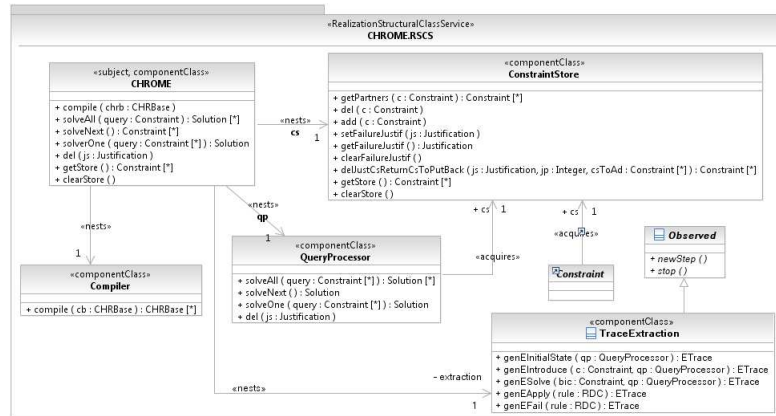 «RealizationStructuralClassService»
CHROME.RSCS
«subject, componentClass»
CHROME
+ compile ( chrb : CHRBase )
+ solveAll ( query : Constraint ) : Solution [*]
+ solveNext ( ) : Constraint [*]
+ solverOne ( query : Constraint [*] ) : Solution
+ del ( js : Justification )
+ getStore ( ) : Constraint [*]
+ clearStore ( )
«nests»
cs
1
«componentClass»
ConstraintStore
+ getPartners ( c : Constraint ) : Constraint [*]
+ del ( c : Constraint )
+ add ( c : Constraint )
+ setFailureJustif ( js : Justification )
+ getFailureJustif ( ) : Justification
+ clearFailureJustif ( )
+ delJustCsReturnCsToPutBack ( js : Justification, jp : Integer, csToAd : Constraint [*] ) : Constraint [*]
+ getStore ( ) : Constraint [*]
+ clearStore ( )
«nests»
1
«nests»
qp
1
+ cs 1
«acquires»
+ cs 1
«acquires»
«componentClass»
Compiler
+ compile ( cb : CHRBase ) : CHRBase [*]
«componentClass»
QueryProcessor
+ solveAll ( query : Constraint [*] ) : Solution [*]
+ solveNext ( ) : Solution
+ solveOne ( query : Constraint [*] ) : Solution
+ del ( js : Justification )
Constraint
Observed
+ newStep ( )
+ stop ( )
«nests»
– extraction
1
«componentClass»
TraceExtraction
+ genEInitialState ( qp : QueryProcessor ) : ETrace
+ genEIntroduce ( c : Constraint, qp : QueryProcessor ) : ETrace
+ genESolve ( bic : Constraint, qp : QueryProcessor ) : ETrace
+ genEApply ( rule : RDC ) : ETrace
+ genEFail ( rule : RDC ) : ETrace